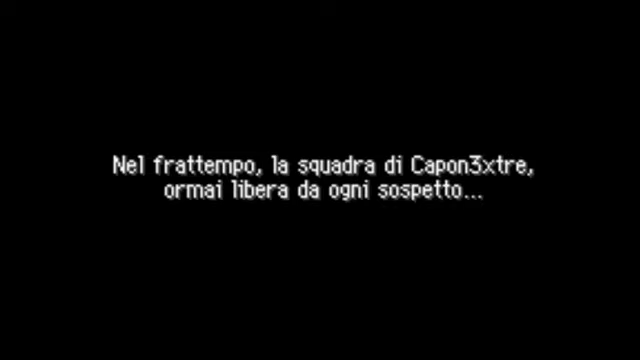 Nel frattempo, la squadra di Capon3xtre,
ormai libera da ogni sospetto...